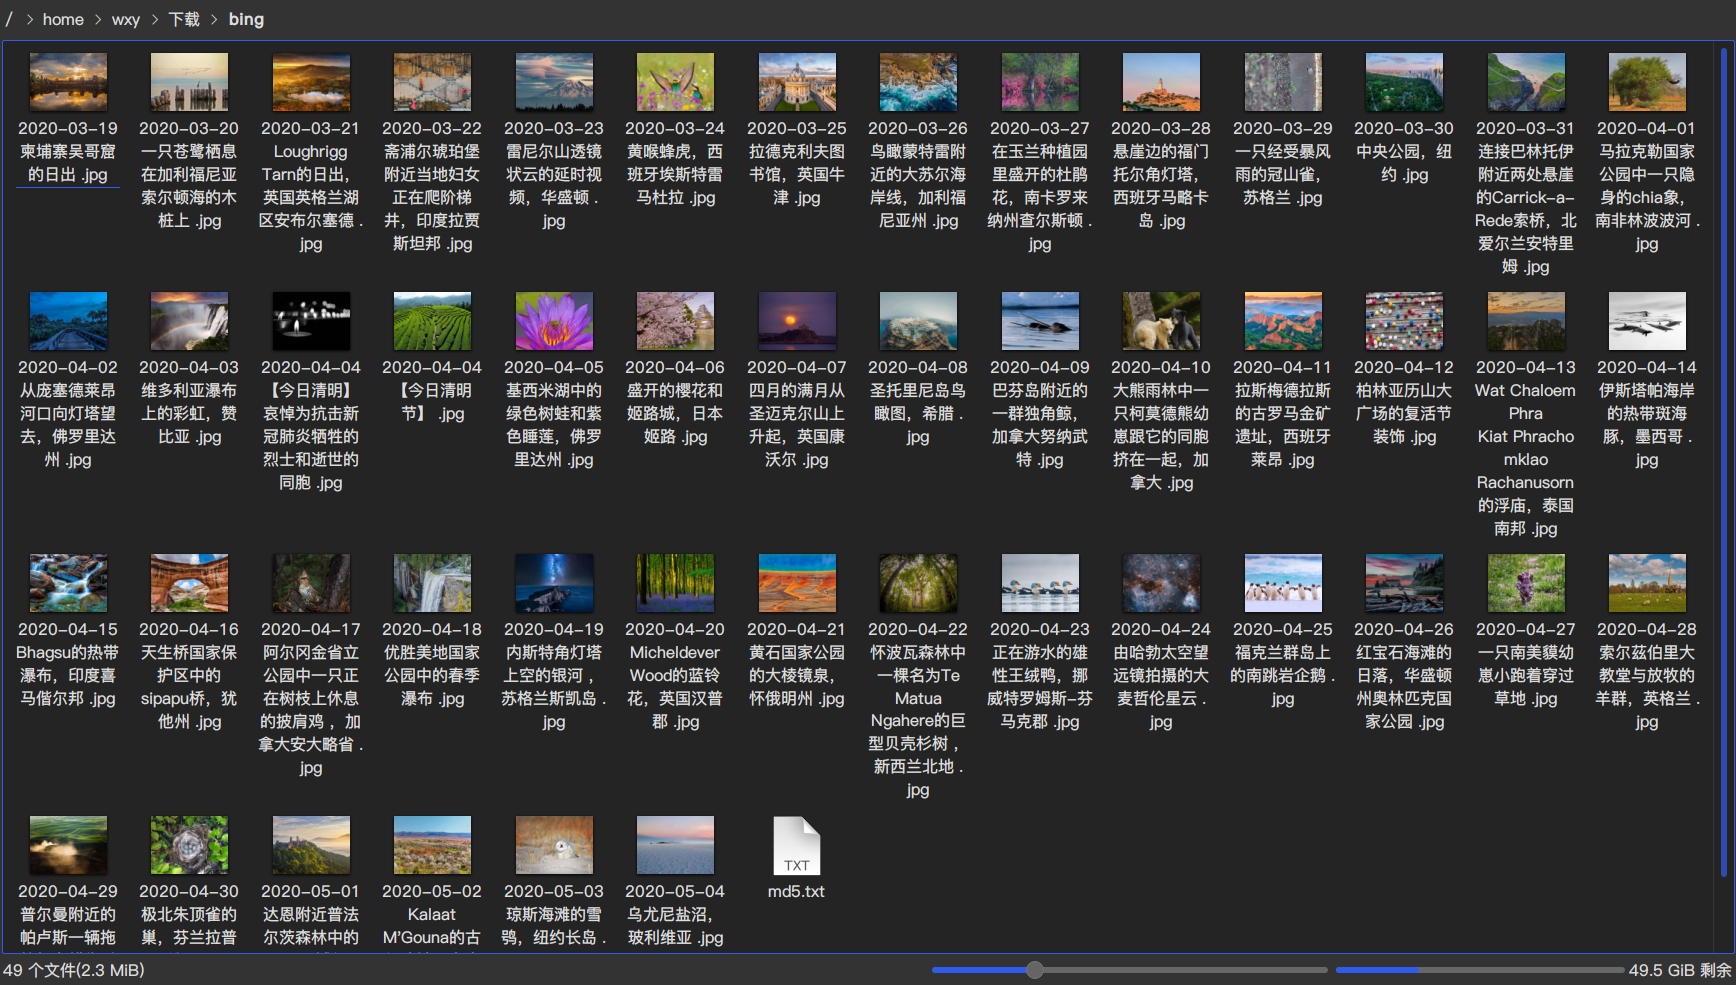 / > home > wxy > 下载 > bing
2020-03-19
柬埔寨吴哥窟
的日出 .jpg
2020-03-20
一只苍鹭栖息
在加利福尼亚
索尔顿海的木
桩上 .jpg
2020-03-21
Loughrigg
Tarn的日出，
英国英格兰湖
区安布尔塞德 .
jpg
2020-03-22
斋浦尔琥珀堡
附近当地妇女
正在爬阶梯
井，印度拉贾
斯坦邦 .jpg
2020-03-23
雷尼尔山透镜
状云的延时视
频，华盛顿 .
jpg
2020-03-24
黄喉蜂虎，西
班牙埃斯特雷
马杜拉 .jpg
2020-03-25
拉德克利夫图
书馆，英国牛
津 .jpg
2020-03-26
鸟瞰蒙特雷附
近的大苏尔海
岸线，加利福
尼亚州 .jpg
2020-03-27
在玉兰种植园
里盛开的杜鹃
花，南卡罗来
纳州查尔斯顿 .
jpg
2020-03-28
悬崖边的福门
托尔角灯塔，
西班牙马略卡
岛 .jpg
2020-03-29
一只经受暴风
雨的冠山雀，
苏格兰 .jpg
2020-03-30
中央公园，纽
约 .jpg
2020-03-31
连接巴林托伊
附近两处悬崖
的Carrick-a-
Rede索桥，北
爱尔兰安特里
姆 .jpg
2020-04-01
马拉克勒国家
公园中一只隐
身的chia象，
南非林波波河 .
jpg
2020-04-02
从庞塞德莱昂
河口向灯塔望
去，佛罗里达
州 .jpg
2020-04-03
维多利亚瀑布
上的彩虹，赞
比亚 .jpg
2020-04-04
【今日清明】
哀悼为抗击新
冠肺炎牺牲的
烈士和逝世的
同胞 .jpg
2020-04-04
【今日清明
节】 .jpg
2020-04-05
基西米湖中的
绿色树蛙和紫
色睡莲，佛罗
里达州 .jpg
2020-04-06
盛开的樱花和
姬路城，日本
姬路 .jpg
2020-04-07
四月的满月从
圣迈克尔山上
升起，英国康
沃尔 .jpg
2020-04-08
圣托里尼岛鸟
瞰图，希腊 .
jpg
2020-04-09
巴芬岛附近的
一群独角鲸，
加拿大努纳武
特 .jpg
2020-04-10
大熊雨林中一
只柯莫德熊幼
崽跟它的同胞
挤在一起，加
拿大 .jpg
2020-04-11
拉斯梅德拉斯
的古罗马金矿
遗址，西班牙
莱昂 .jpg
2020-04-12
柏林亚历山大
广场的复活节
装饰 .jpg
2020-04-13
Wat Chaloem
Phra
Kiat Phracho
mklao
Rachanusorn
的浮庙，泰国
南邦 .jpg
2020-04-14
伊斯塔帕海岸
的热带斑海
豚，墨西哥 .
jpg
2020-04-15
Bhagsu的热带
瀑布，印度喜
马偕尔邦 .jpg
2020-04-16
天生桥国家保
护区中的
sipapu桥，犹
他州 .jpg
2020-04-17
阿尔冈金省立
公园中一只正
在树枝上休息
的披肩鸡 ，加
拿大安大略省 .
jpg
2020-04-18
优胜美地国家
公园中的春季
瀑布 .jpg
2020-04-19
内斯特角灯塔
上空的银河 ，
苏格兰斯凯岛 .
jpg
2020-04-20
Micheldever
Wood的蓝铃
花，英国汉普
郡 .jpg
2020-04-21
黄石国家公园
的大棱镜泉，
怀俄明州 .jpg
2020-04-22
怀波瓦森林中
一棵名为Te
Matua
Ngahere的巨
型贝壳杉树 ，
新西兰北地 .
jpg
2020-04-23
正在游水的雄
性王绒鸭，挪
威特罗姆斯-芬
马克郡 .jpg
2020-04-24
由哈勃太空望
远镜拍摄的大
麦哲伦星云 .
jpg
2020-04-25
福克兰群岛上
的南跳岩企鹅 .
jpg
2020-04-26
红宝石海滩的
日落，华盛顿
州奥林匹克国
家公园 .jpg
2020-04-27
一只南美貘幼
崽小跑着穿过
草地 .jpg
2020-04-28
索尔兹伯里大
教堂与放牧的
羊群，英格兰 .
jpg
2020-04-29
普尔曼附近的
帕卢斯一辆拖
2020-04-30
极北朱顶雀的
巢，芬兰拉普
2020-05-01
达恩附近普法
尔茨森林中的
2020-05-02
Kalaat
M'Gouna的古
2020-05-03
琼斯海滩的雪
鸮，纽约长岛 .
2020-05-04
乌尤尼盐沼，
玻利维亚 .jpg
TXT
md5.txt
49 个文件(2.3 MiB)
49.5 GiB 剩余